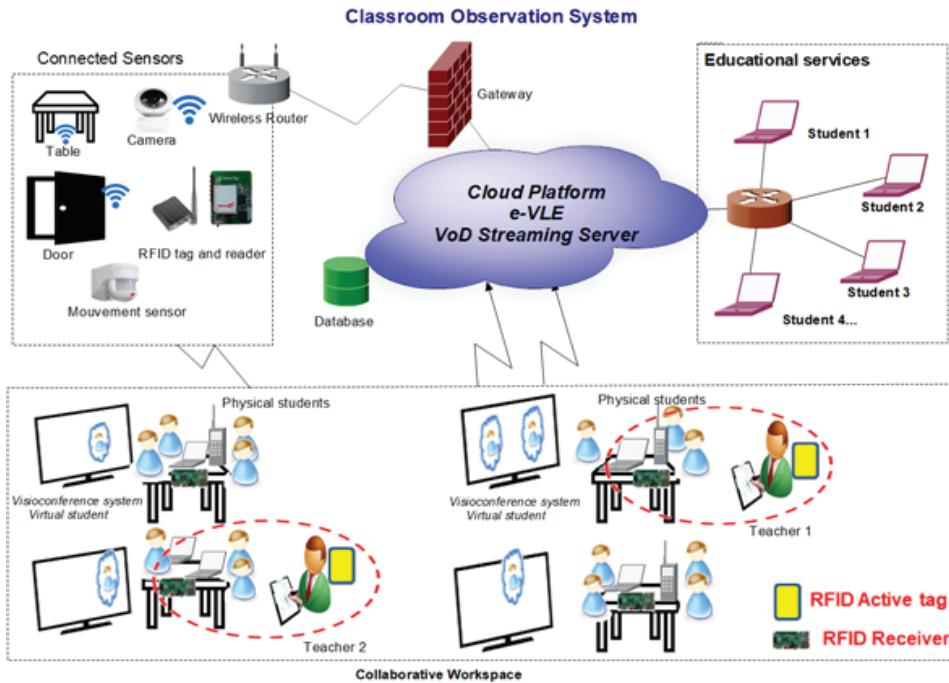 Classroom Observation System
Connected Sensors
Table
Camera
Door
RFID tag and reader
Mouvement sensor
Wireless Router
Gateway
Cloud Platform
e-VLE
VoD Streaming Server
Database
Educational services
Student 1
Student 2
Student 3
Student 4...
Physical students
Visioconference system
Virtual student
Teacher 2
Physical students
Visioconference system
Virtual student
Teacher 1
RFID Active tag
RFID Receiver
Collaborative Workspace